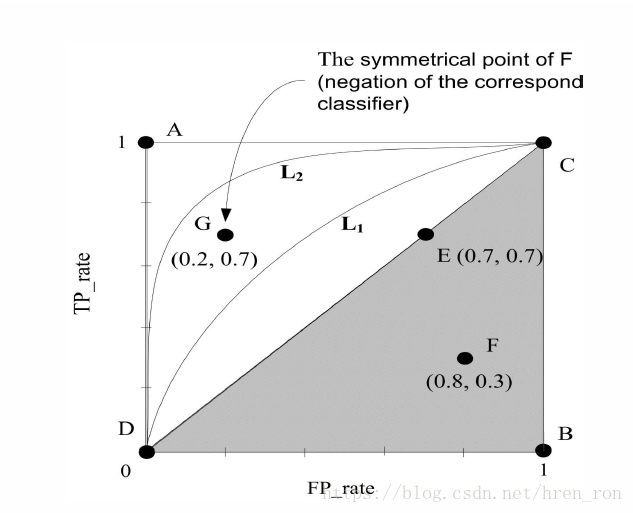 The symmetrical point of F
(negation of the correspond
classifier)
A
1
C
L2
G
L1
(0.2, 0.7)
E (0.7, 0.7)
TP_rate
F
(0.8, 0.3)
D
B
0
1
FP_rate
https://blog.csdn.net/hren_ron